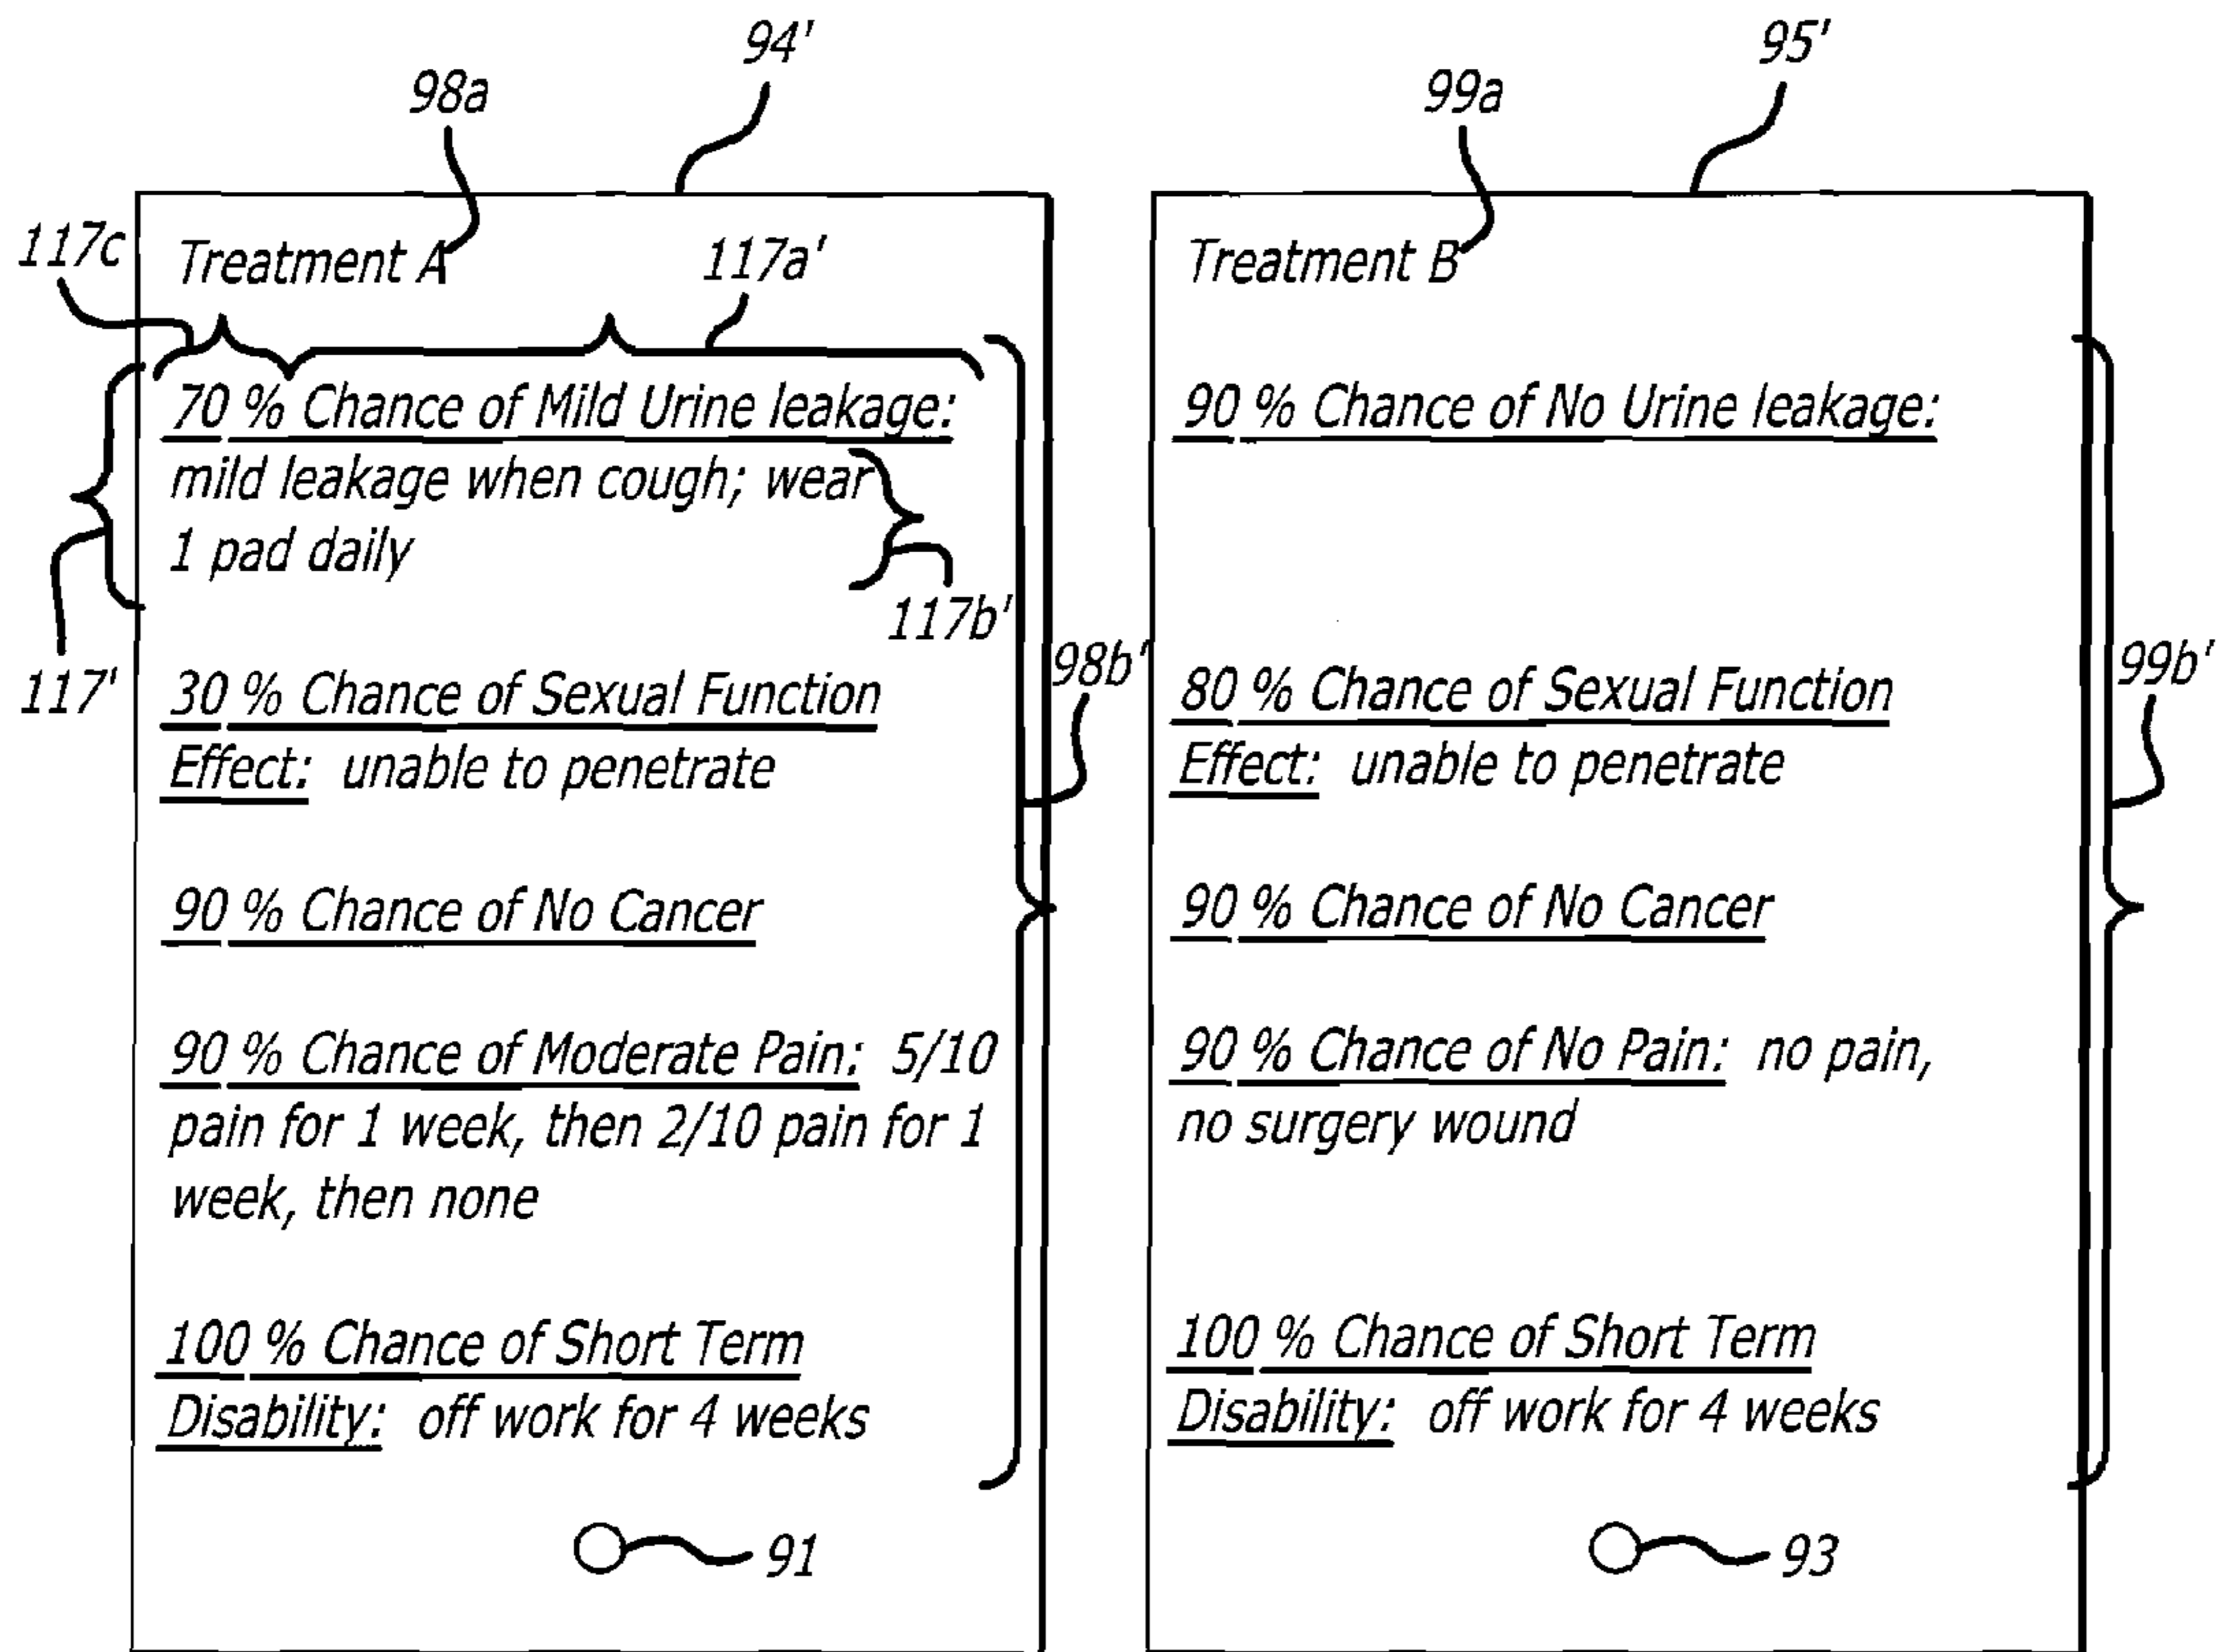 94'
95'
98a
99a
117c
Treatment A
117a'
Treatment B
70 % Chance of Mild Urine leakage:
mild leakage when cough; wear
1 pad daily
117b'
117'
98b'
30 % Chance of Sexual Function
Effect: unable to penetrate
90 % Chance of No Cancer
90 % Chance of Moderate Pain: 5/10
pain for 1 week, then 2/10 pain for 1
week, then none
100 % Chance of Short Term
Disability: off work for 4 weeks
91
90 % Chance of No Urine leakage:
80 % Chance of Sexual Function
Effect: unable to penetrate
99b'
90 % Chance of No Cancer
90 % Chance of No Pain: no pain,
no surgery wound
100 % Chance of Short Term
Disability: off work for 4 weeks
93